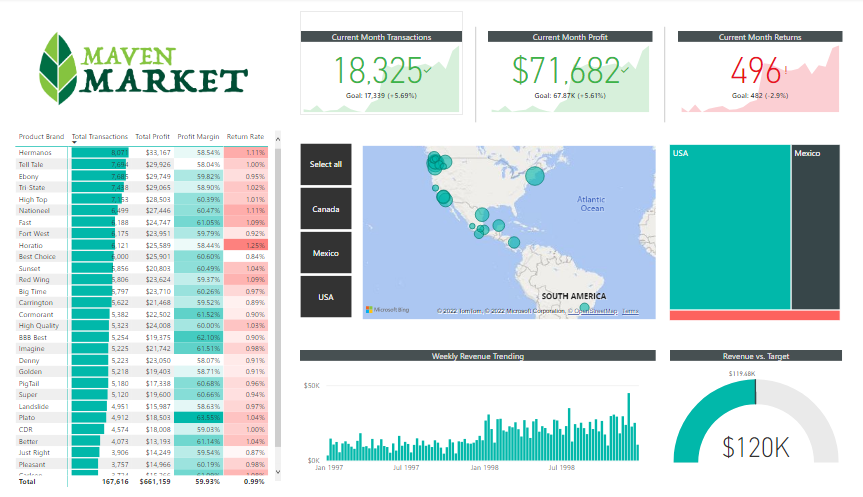 MAVEN
MARKET
Current Month Transactions
18,325
Goal: 17,339 (+5.69%)
Current Month Profit
$71,682
Goal: 67.87K (+5.61%)
Current Month Returns
496!
Goal: 482 (-2.9%)
Product Brand Total Transactions Total Profit Profit Margin Return Rate
Hermanos 8,071 $33,167 58.54% 1.11%
Tell Tale 7,694 $29,926 58.04% 1.00%
Ebony 7,685 $29,749 59.82% 0.95%
Tri-State 7,438 $29,065 58.90% 1.02%
High Top 7,153 $28,503 60.39% 1.01%
Nationeel 6,499 $27,446 60.47% 1.11%
Fast 6,188 $24,747 61.05% 1.09%
Fort West 6,175 $23,951 59.79% 0.92%
Horatio 6,121 $25,589 58.44% 1.25%
Best Choice 6,000 $25,901 60.60% 0.84%
Sunset 5,856 $20,803 60.49% 1.04%
Red Wing 5,806 $23,624 59.37% 1.09%
Big Time 5,797 $23,710 60.26% 0.97%
Carrington 5,622 $21,468 59.52% 0.89%
Cormorant 5,382 $22,502 61.52% 0.90%
High Quality 5,323 $24,008 60.00% 1.03%
BBB Best 5,254 $19,375 62.10% 0.90%
Imagine 5,225 $21,742 61.51% 0.98%
Denny 5,223 $23,050 58.07% 0.91%
Golden 5,218 $19,403 58.71% 0.91%
PigTail 5,180 $17,338 60.68% 0.96%
Super 5,120 $19,600 60.66% 0.94%
Landslide 4,951 $15,987 58.63% 0.97%
Plato 4,912 $18,503 1.04%
CDR 4,574 $18,008 59.03% 1.00%
Better 4,073 $13,193 61.14% 1.04%
Just Right 3,906 $14,249 59.54% 0.87%
Pleasant 3,757 $14,966 60.19% 0.98%
Total 167,616 $661,159 59.93% 0.99%
Select all
Canada
Mexico
USA
Atlantic
Ocean
SOUTH AMERICA
Microsoft Bing
© 2022 TomTom, © 2022 Microsoft Corporation, © OpenStreetMap Terms
USA
Mexico
Weekly Revenue Trending
$50K
$0K
Jan 1997 Jul 1997 Jan 1998 Jul 1998
Revenue vs. Target
$119.68K
$120K